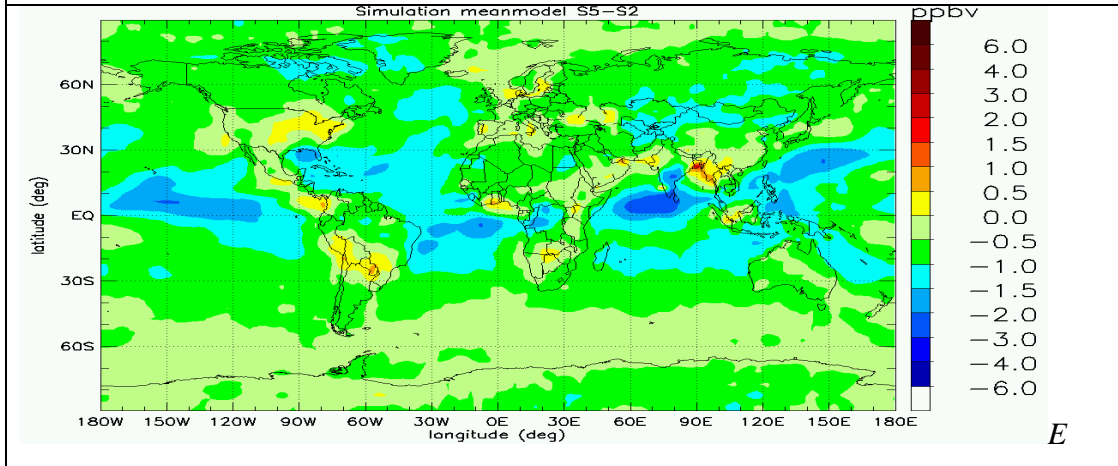 Simulation meanmodel S5-S2
ppbv
6.0
4.0
3.0
2.0
1.5
1.0
0.5
0.0
-0.5
-1.0
-1.5
-2.0
-3.0
-4.0
-6.0
latitude (deg)
60N
30N
EQ
30S
60S
180W 150W 120W 90W 60W 30W 0E 30E 60E 90E 120E 150E 180E
longitude (deg)
E